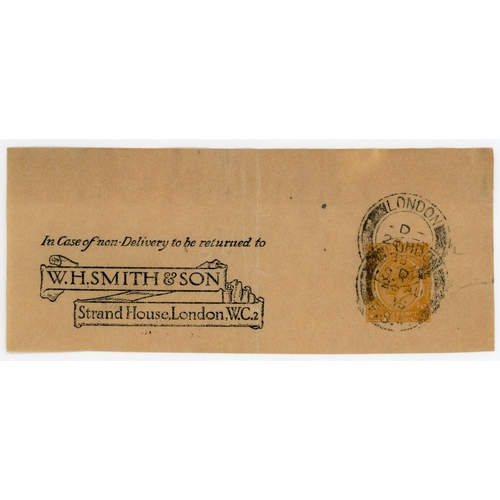 In Case of non-Delivery to be returned to
W.H.SMITH & SON
Strand House, London, W.C.2
LONDON
D